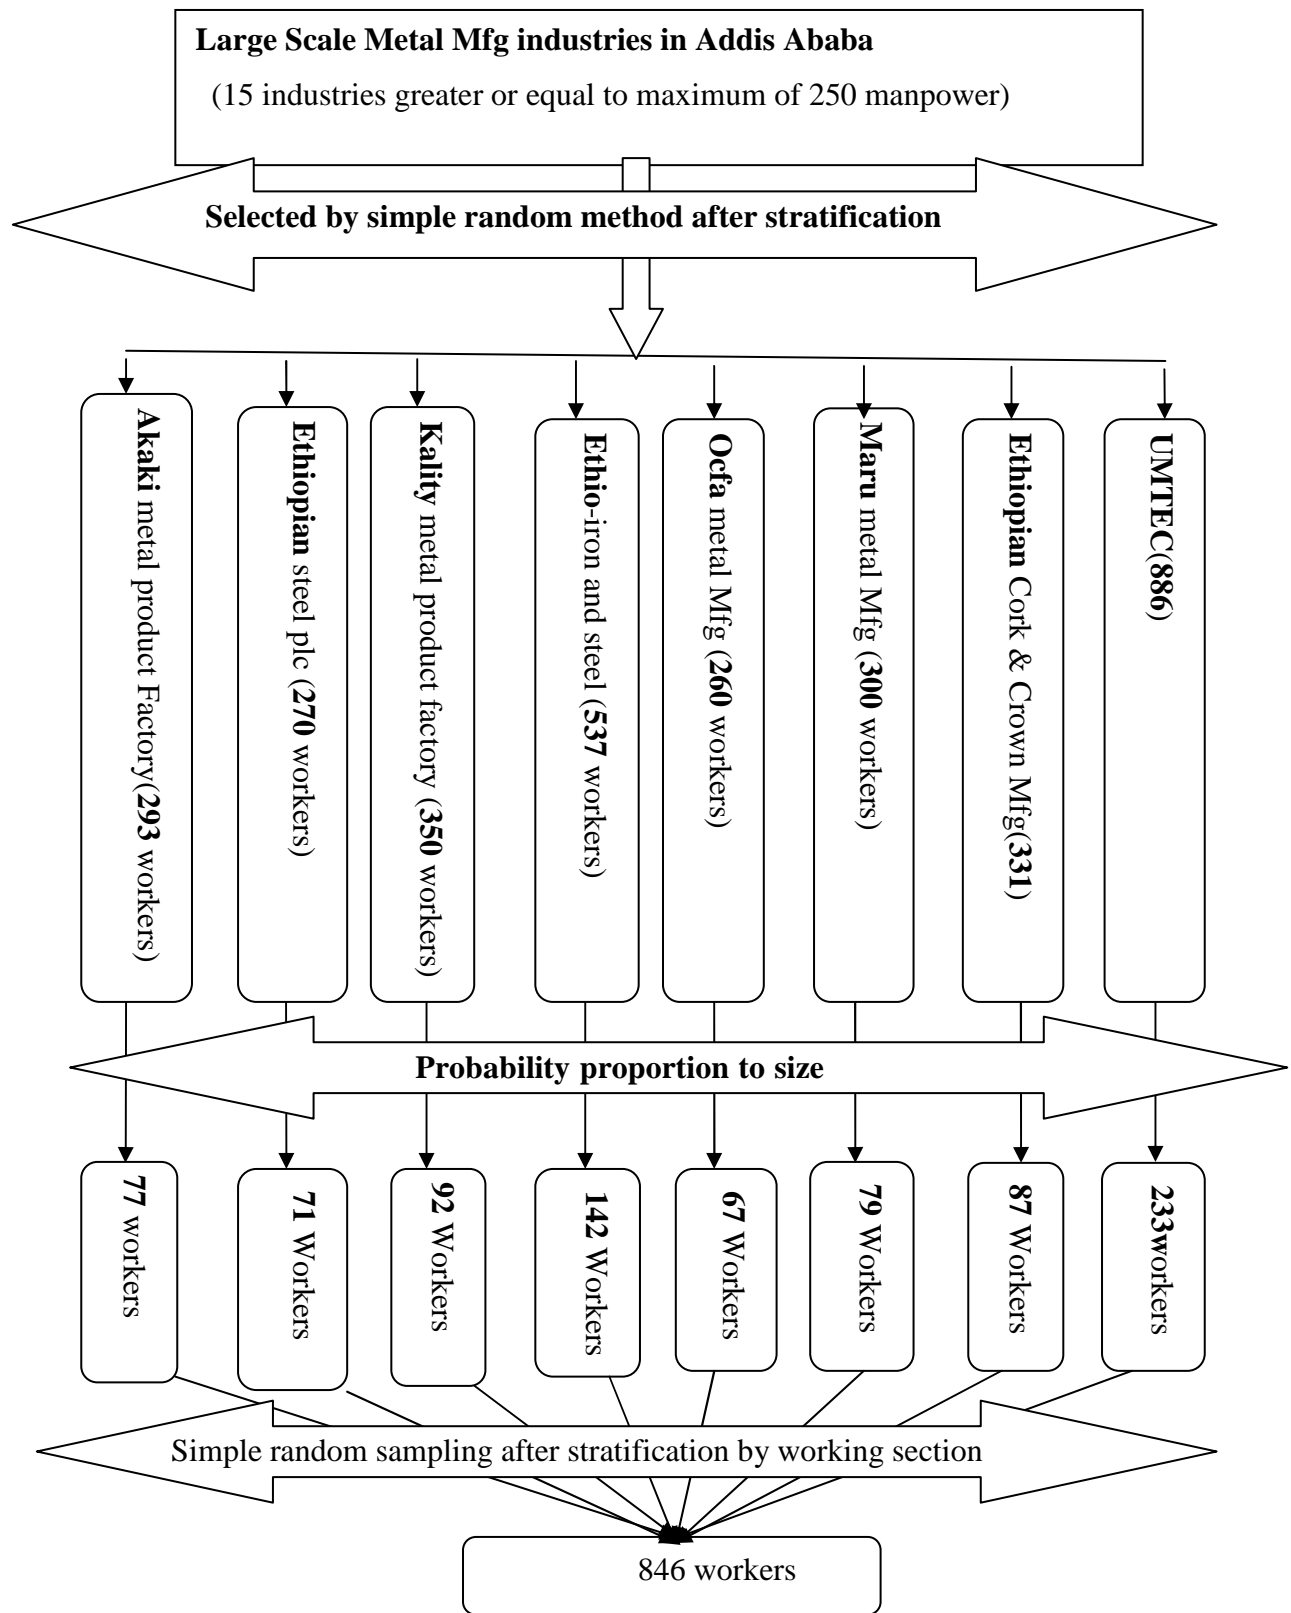 Large Scale Metal Mfg industries in Addis Ababa
(15 industries greater or equal to maximum of 250 manpower)
Selected by simple random method after stratification
Akaki metal product Factory(293 workers)
Ethiopian steel plc (270 workers)
Kality metal product factory (350 workers)
Ethio-iron and steel (537 workers)
Ocfa metal Mfg (260 workers)
Maru metal Mfg (300 workers)
Ethiopian Cork & Crown Mfg(331)
UMTEC(886)
Probability proportion to size
77 workers
71 Workers
92 Workers
142 Workers
67 Workers
79 Workers
87 Workers
233workers
Simple random sampling after stratification by working section
846 workers